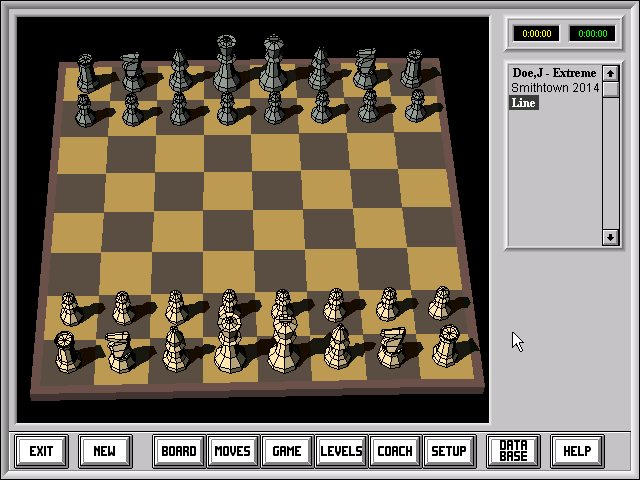 0:00:00 0:00:00
Doe,J - Extreme
Smithtown 2014
Line
EXIT NEW BOARD MOVES GAME LEVELS COACH SETUP DATA BASE HELP